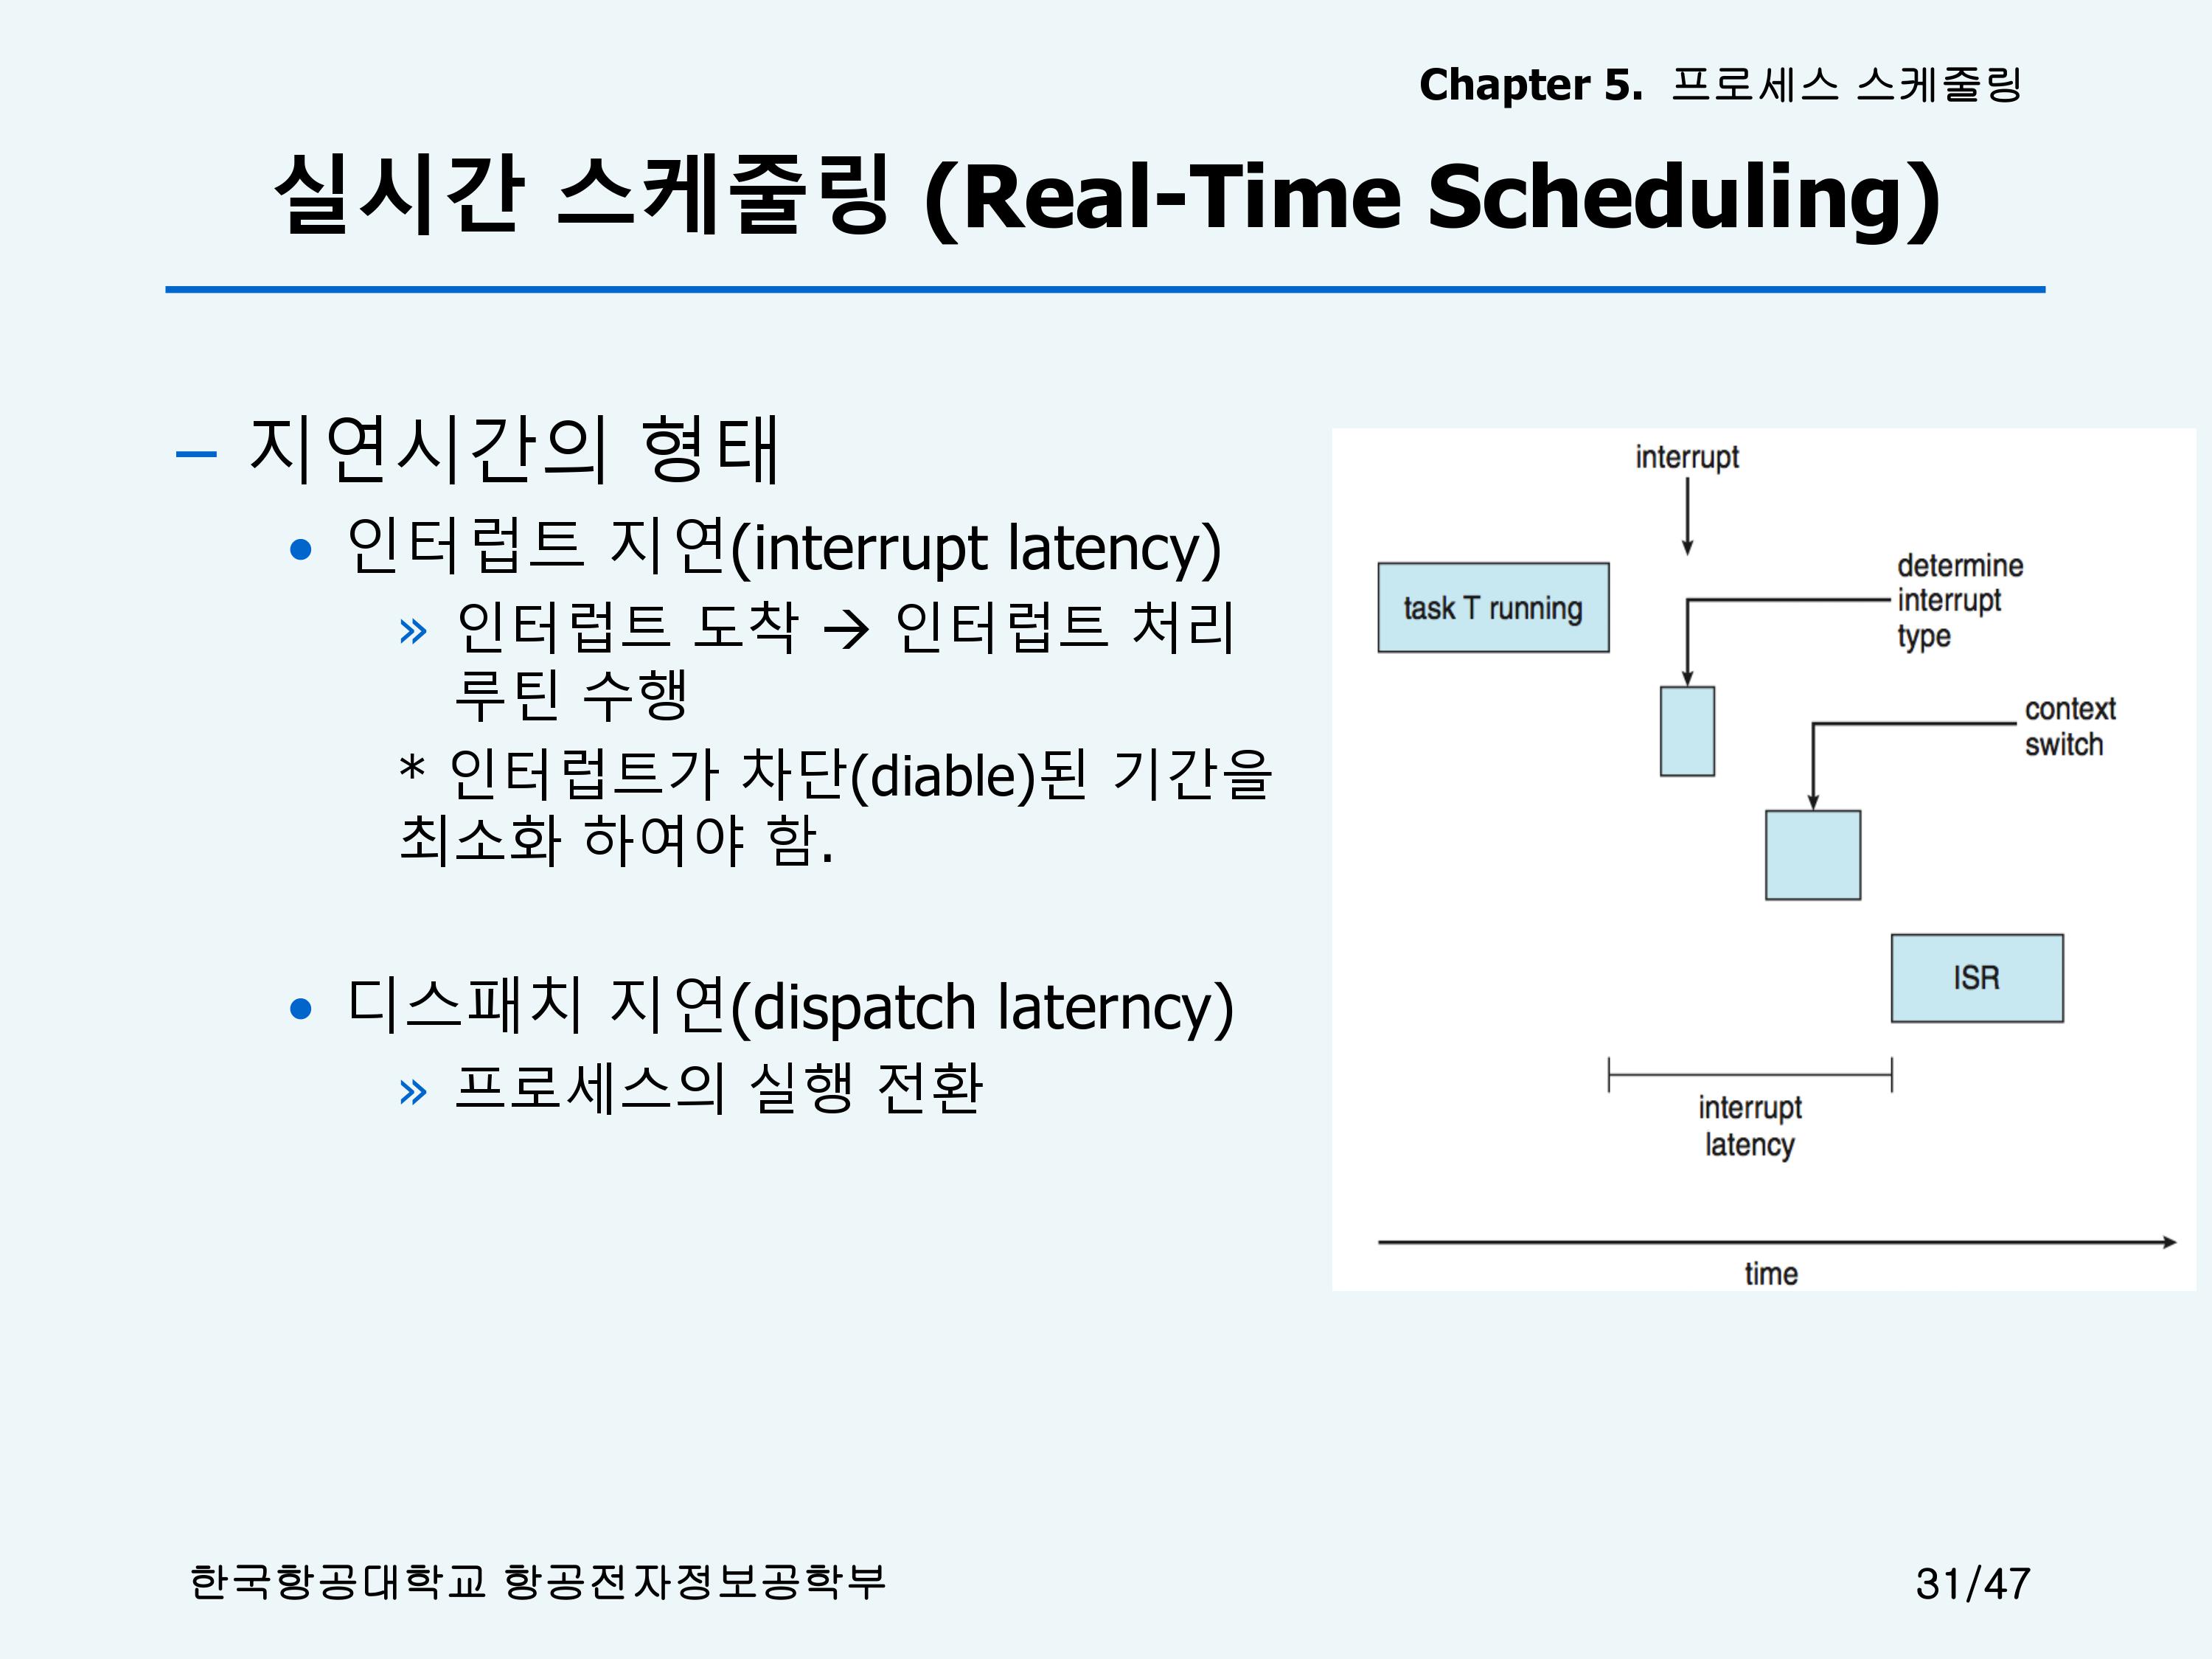 Chapter 5. 프로세스 스케줄링
실시간 스케줄링 (Real-Time Scheduling)
– 지연시간의 형태
• 인터럽트 지연(interrupt latency)
» 인터럽트 도착 → 인터럽트 처리
루틴 수행
* 인터럽트가 차단(diable)된 기간을
최소화 하여야 함.
• 디스패치 지연(dispatch laterncy)
» 프로세스의 실행 전환
interrupt
task T running
determine
interrupt
type
context
switch
ISR
interrupt
latency
time
한국항공대학교 항공전자정보공학부
31/47